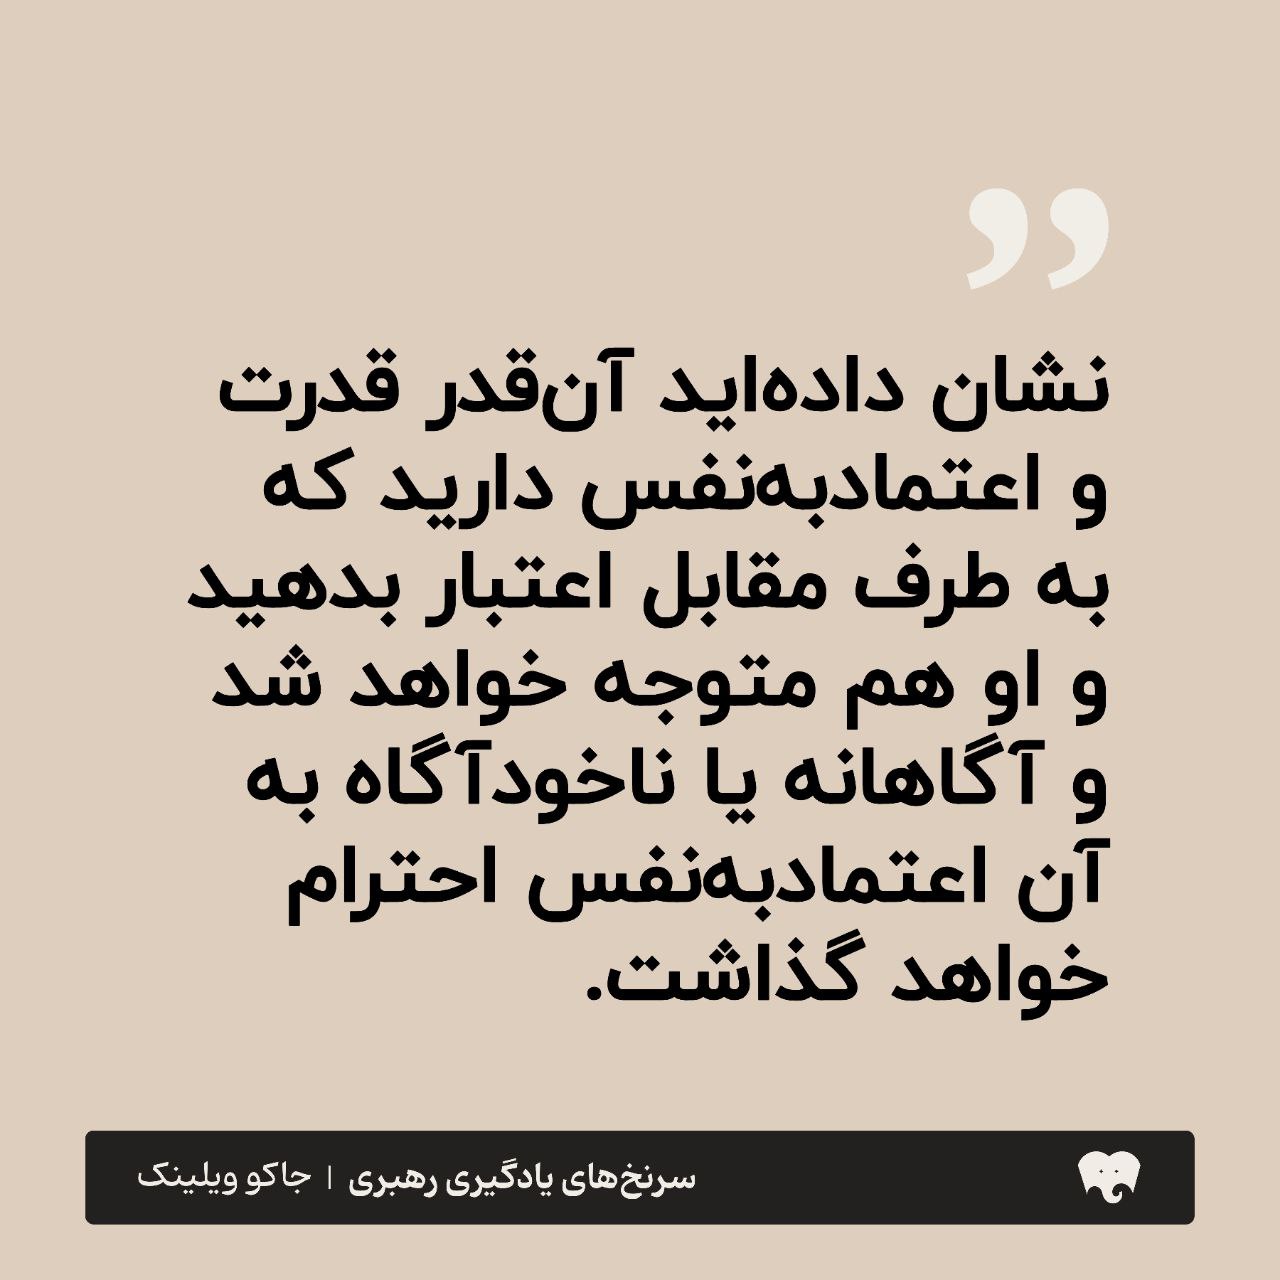 ”
نشان داده‌اید آن‌قدر قدرت
و اعتمادبه‌نفس دارید که
به طرف مقابل اعتبار بدهید
و او هم متوجه خواهد شد
و آگاهانه یا ناخودآگاه به
آن اعتمادبه‌نفس احترام
خواهد گذاشت.
سرنخ‌های یادگیری رهبری | جاکو ویلینک